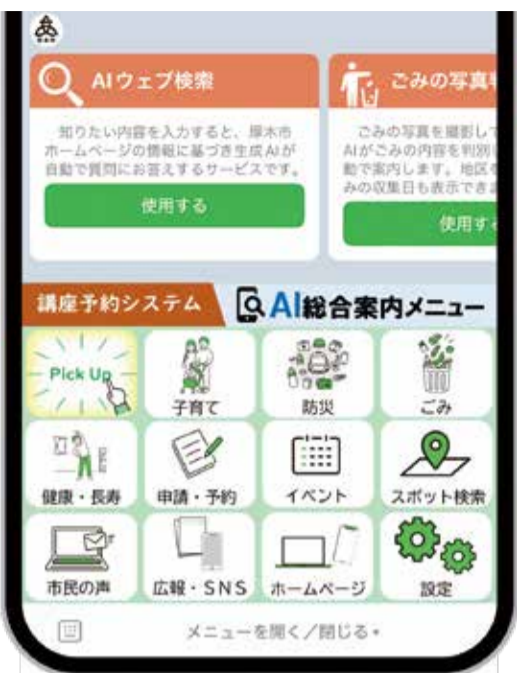 AIウェブ検索
知りたい内容を入力すると、厚木市
ホームページの情報に基づき生成AIが
自動で質問にお答えするサービスです。
使用する
ごみの写真
ごみの写真を撮影して
AIがごみの内容を判別
動で案内します。地区を
みの収集日も表示でき
使用す
講座予約システム
AI総合案内メニュー
Pick Up
子育て
防災
ごみ
健康・長寿
申請・予約
イベント
スポット検索
市民の声
広報・SNS
ホームページ
設定
メニューを開く/閉じる